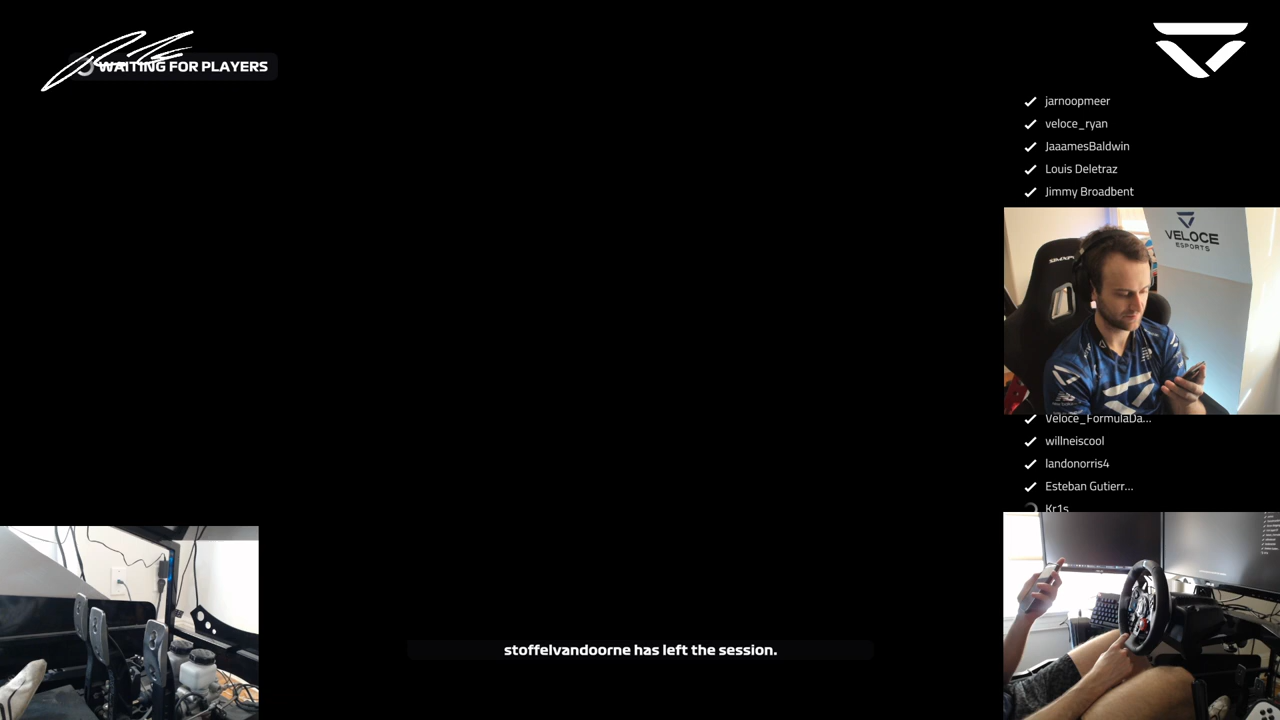 WAITING FOR PLAYERS
jarnoopmeer
veloce_ryan
JaaamesBaldwin
Louis Deletraz
Jimmy Broadbent
VELOCE
ESPORTS
Veloce_FormulaDa...
willneiscool
landonorris4
Esteban Gutierr...
Kr1s
stoffelvandoorne has left the session.